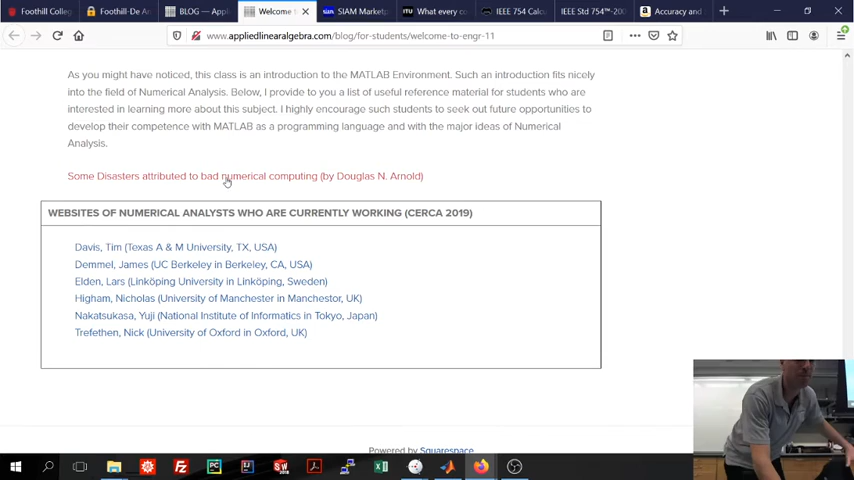 Foothill Colleg
Foothill-De An
BLOG — Appli
Welcome t
SIAM Marketp
What every co
IEEE 754 Calcu
IEEE Std 754™-200
Accuracy and
www.appliedlinearalgebra.com/blog/for-students/welcome-to-engr-11
As you might have noticed, this class is an introduction to the MATLAB Environment. Such an introduction fits nicely
into the field of Numerical Analysis. Below, I provide to you a list of useful reference material for students who are
interested in learning more about this subject. I highly encourage such students to seek out future opportunities to
develop their competence with MATLAB as a programming language and with the major ideas of Numerical
Analysis.
Some Disasters attributed to bad numerical computing (by Douglas N. Arnold)
WEBSITES OF NUMERICAL ANALYSTS WHO ARE CURRENTLY WORKING (CERCA 2019)
Davis, Tim (Texas A & M University, TX, USA)
Demmel, James (UC Berkeley in Berkeley, CA, USA)
Elden, Lars (Linköping University in Linköping, Sweden)
Higham, Nicholas (University of Manchester in Manchestor, UK)
Nakatsukasa, Yuji (National Institute of Informatics in Tokyo, Japan)
Trefethen, Nick (University of Oxford in Oxford, UK)
Powered by Squarespace